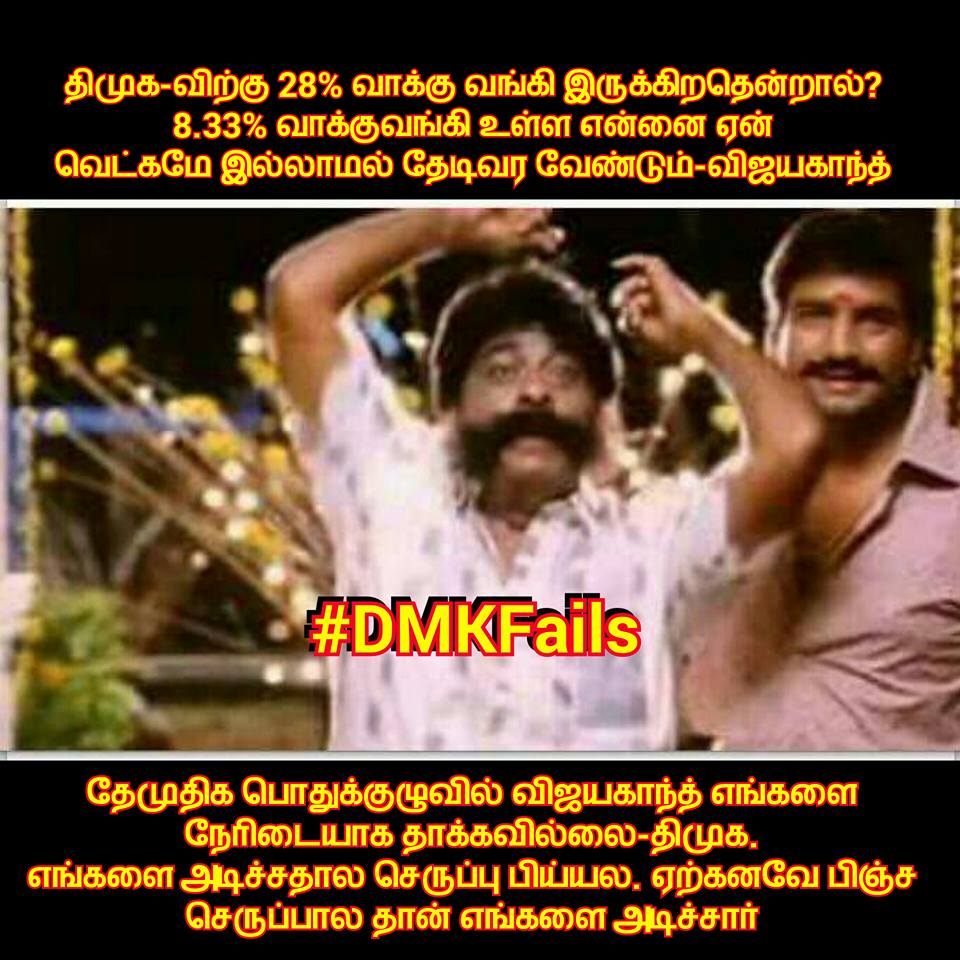 திமுக-விற்கு 28% வாக்கு வங்கி இருக்கிறதென்றால்?
8.33% வாக்குவங்கி உள்ள என்னை ஏன்
வெட்கமே இல்லாமல் தேடிவர வேண்டும்-விஜயகாந்த்
#DMKFails
தேமுதிக பொதுக்குழுவில் விஜயகாந்த் எங்களை
நேரிடையாக தாக்கவில்லை-திமுக.
எங்களை அடிச்சதால செருப்பு பிய்யல. ஏற்கனவே பிஞ்ச
செருப்பால தான் எங்களை அடிச்சார்